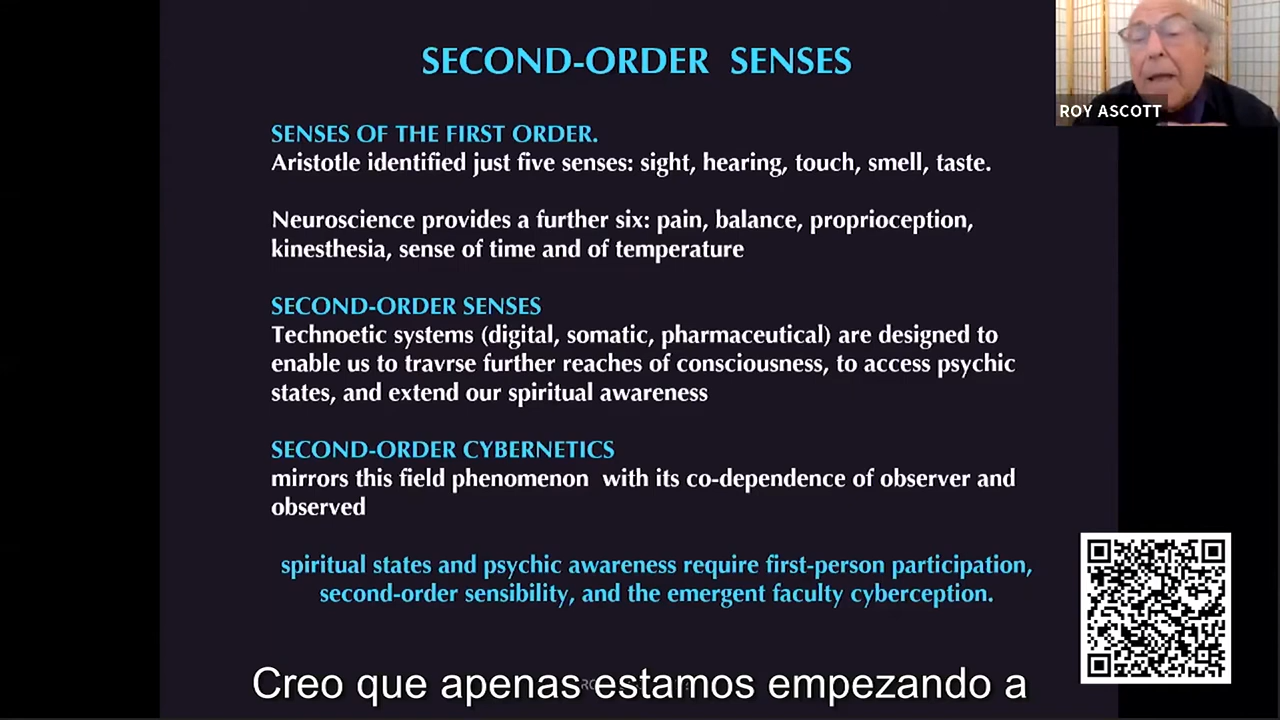 SECOND-ORDER SENSES
ROY ASCOTT
SENSES OF THE FIRST ORDER.
Aristotle identified just five senses: sight, hearing, touch, smell, taste.
Neuroscience provides a further six: pain, balance, proprioception,
kinesthesia, sense of time and of temperature
SECOND-ORDER SENSES
Technoetic systems (digital, somatic, pharmaceutical) are designed to
enable us to travrse further reaches of consciousness, to access psychic
states, and extend our spiritual awareness
SECOND-ORDER CYBERNETICS
mirrors this field phenomenon with its co-dependence of observer and
observed
spiritual states and psychic awareness require first-person participation,
second-order sensibility, and the emergent faculty cyberception.
Creo que apenas estamos empezando a